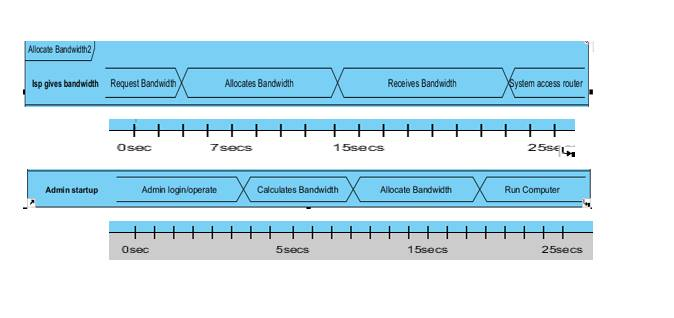 Allocate Bandwidth2
Isp gives bandwidth Request Bandwidth Allocates Bandwidth Receives Bandwidth System access router
0sec 7secs 15secs
Admin startup Admin login/operate Calculates Bandwidth Allocate Bandwidth Run Computer
0sec 5secs 15secs 25secs